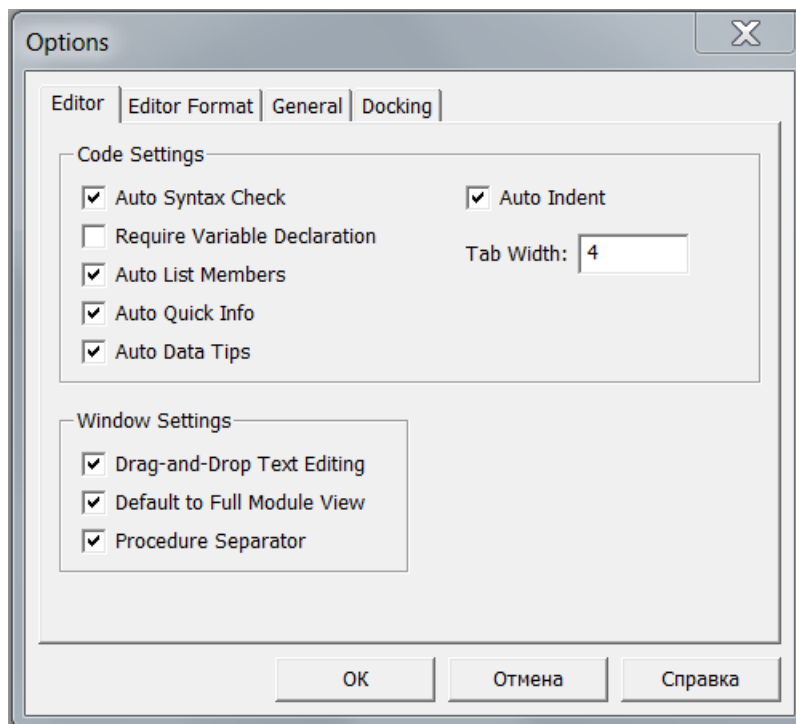 Options
Editor Editor Format General Docking
Code Settings
Auto Syntax Check
Require Variable Declaration
Auto List Members
Auto Quick Info
Auto Data Tips
Auto Indent
Tab Width: 4
Window Settings
Drag-and-Drop Text Editing
Default to Full Module View
Procedure Separator
ОК Отмена Справка